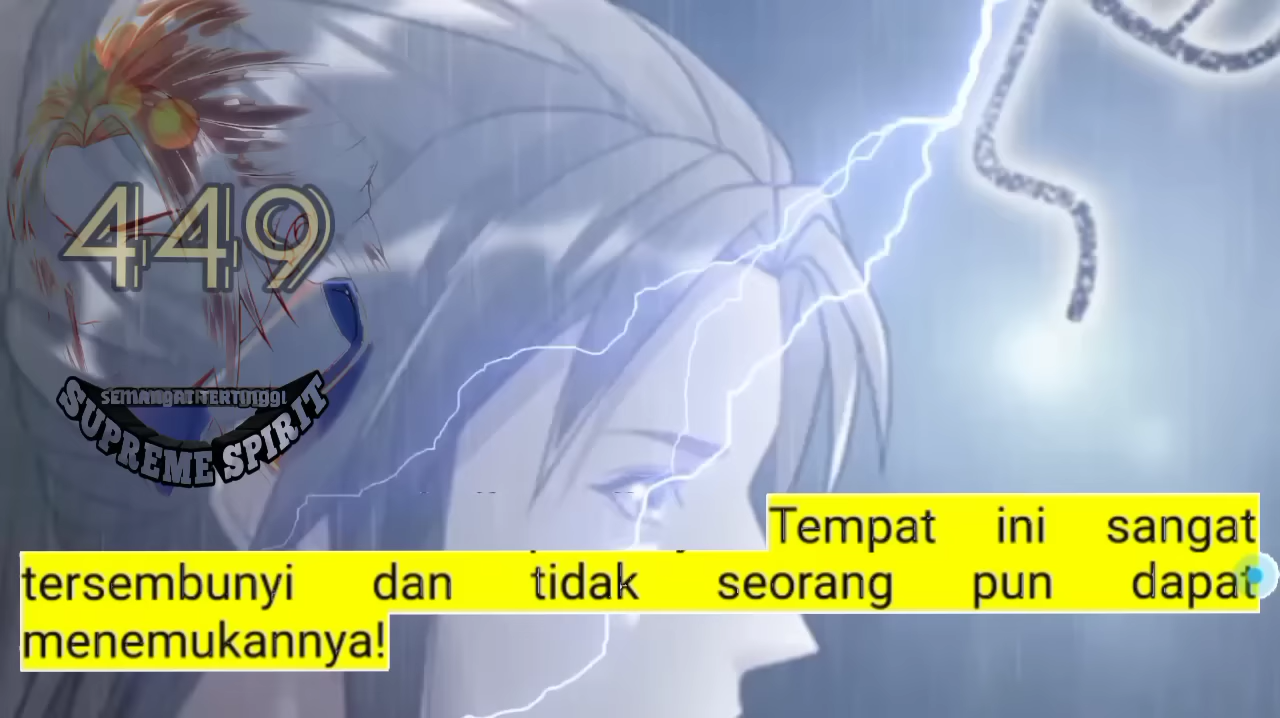 449
SEMANGAT TERTINGGI
SUPREME SPIRIT
Tempat ini sangat
tersembunyi dan tidak seorang pun dapat
menemukannya!